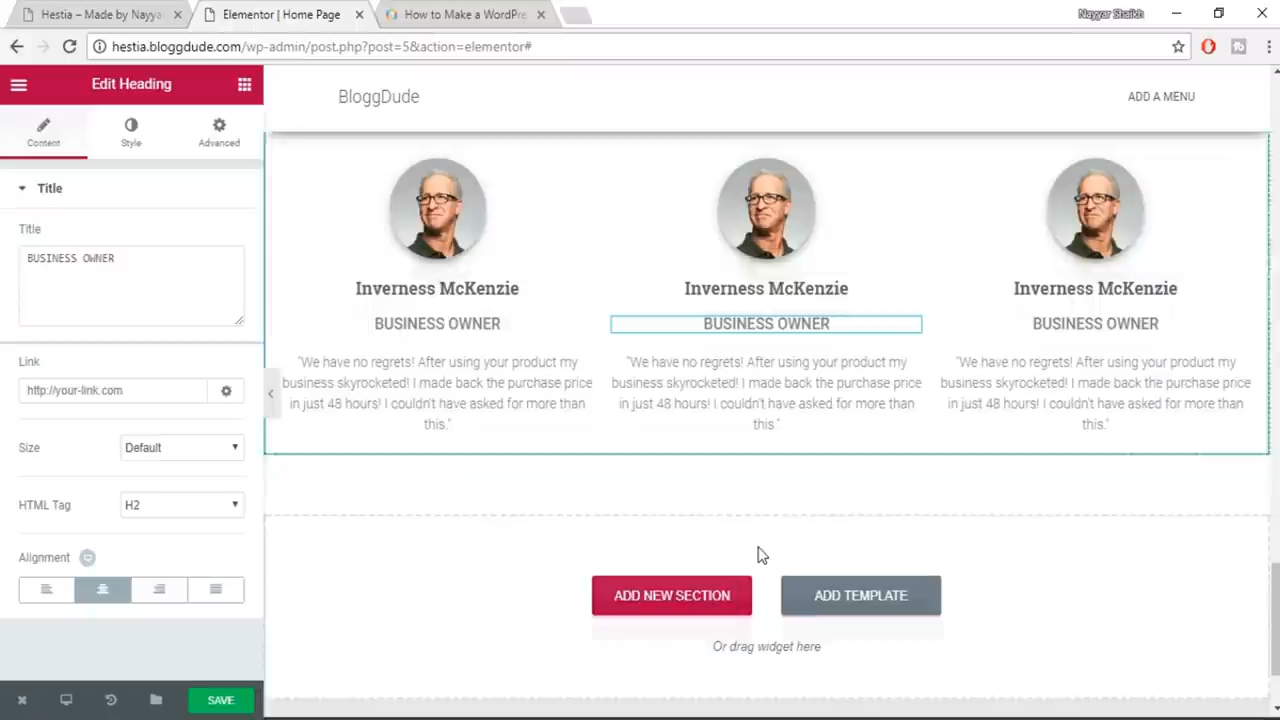 Hestia – Made by Nayya
Elementor | Home Page
How to Make a WordPre
Nayyar Shaikh
hestia.bloggdude.com/wp-admin/post.php?post=5&action=elementor#
Edit Heading
BloggDude
ADD A MENU
Content
Style
Advanced
Title
Title
BUSINESS OWNER
Link
http://your-link.com
Size
Default
HTML Tag
H2
Alignment
SAVE
Inverness McKenzie
BUSINESS OWNER
"We have no regrets! After using your product my
business skyrocketed! I made back the purchase price
in just 48 hours! I couldn't have asked for more than
this."
Inverness McKenzie
BUSINESS OWNER
"We have no regrets! After using your product my
business skyrocketed! I made back the purchase price
in just 48 hours! I couldn't have asked for more than
this."
Inverness McKenzie
BUSINESS OWNER
"We have no regrets! After using your product my
business skyrocketed! I made back the purchase price
in just 48 hours! I couldn't have asked for more than
this."
ADD NEW SECTION
ADD TEMPLATE
Or drag widget here